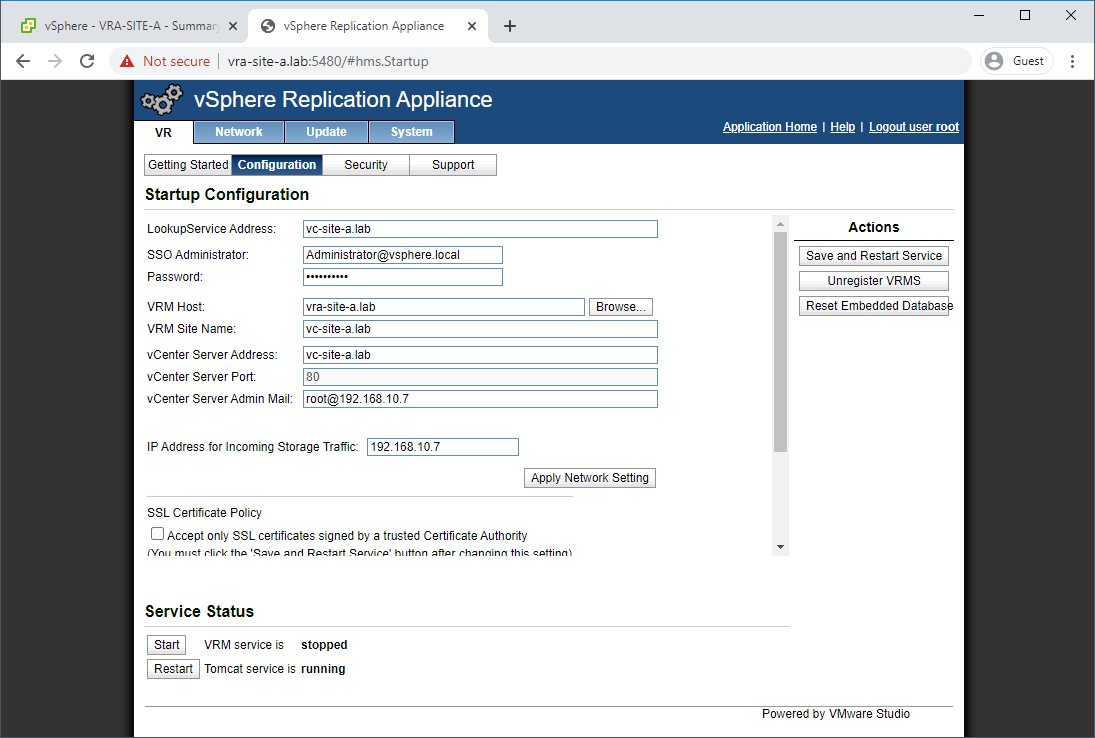 vSphere - VRA-SITE-A - Summary
vSphere Replication Appliance
Not secure
vra-site-a.lab:5480/#hms.Startup
Guest
vSphere Replication Appliance
VR Network Update System
Application Home | Help | Logout user root
Getting Started Configuration Security Support
Startup Configuration
LookupService Address: vc-site-a.lab
SSO Administrator: Administrator@vsphere.local
Password: ••••••••••
VRM Host: vra-site-a.lab Browse...
VRM Site Name: vc-site-a.lab
vCenter Server Address: vc-site-a.lab
vCenter Server Port: 80
vCenter Server Admin Mail: root@192.168.10.7
IP Address for Incoming Storage Traffic: 192.168.10.7
Apply Network Setting
SSL Certificate Policy
Accept only SSL certificates signed by a trusted Certificate Authority
(You must click the 'Save and Restart Service' button after changing this setting)
Actions
Save and Restart Service
Unregister VRMS
Reset Embedded Database
Service Status
Start VRM service is stopped
Restart Tomcat service is running
Powered by VMware Studio